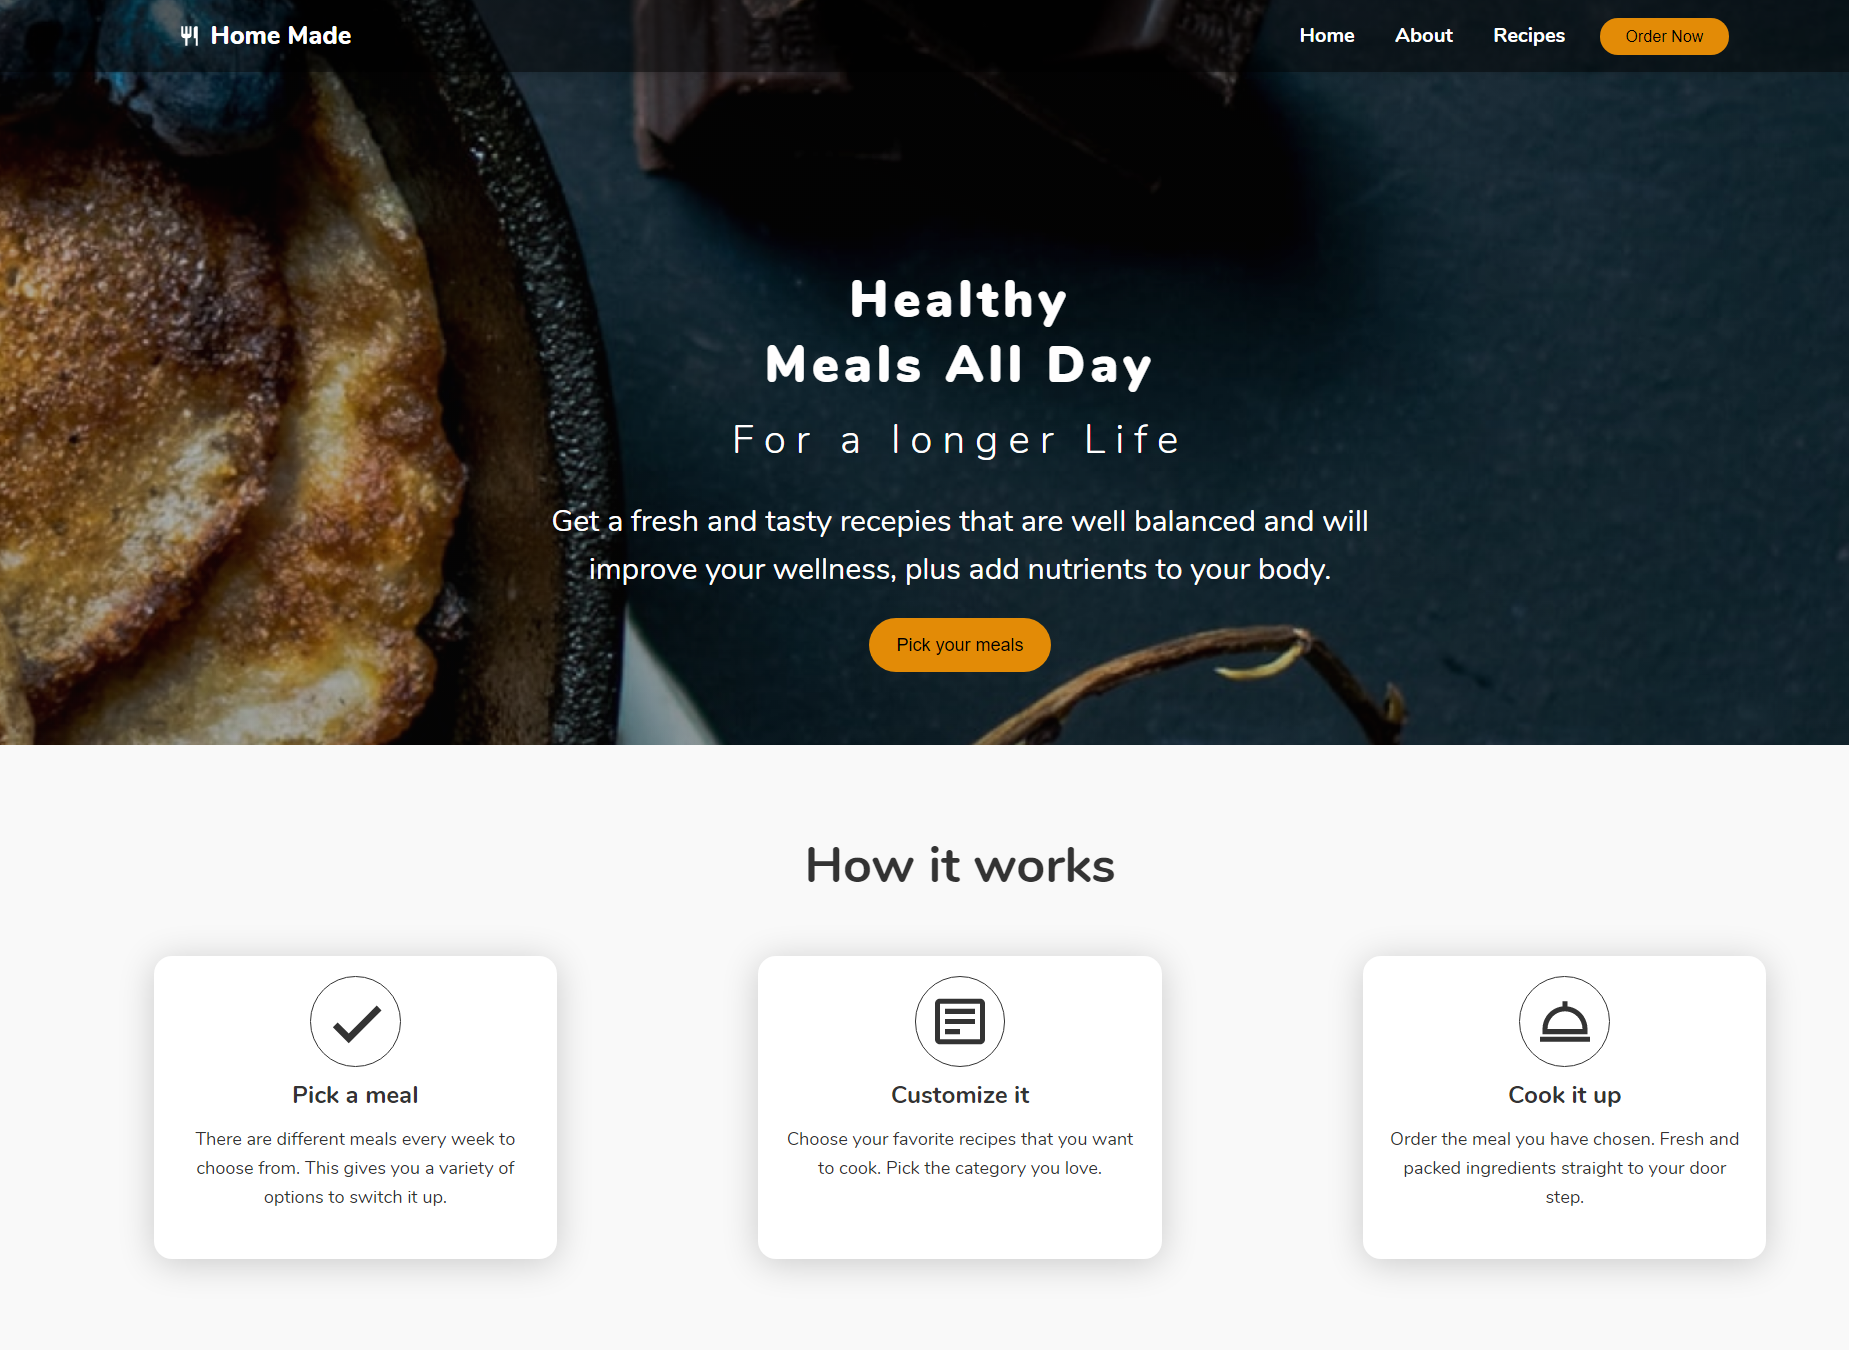 Home Made
Home About Recipes Order Now
Healthy
Meals All Day
For a longer Life
Get a fresh and tasty recepies that are well balanced and will
improve your wellness, plus add nutrients to your body.
Pick your meals
How it works
Pick a meal
There are different meals every week to
choose from. This gives you a variety of
options to switch it up.
Customize it
Choose your favorite recipes that you want
to cook. Pick the category you love.
Cook it up
Order the meal you have chosen. Fresh and
packed ingredients straight to your door
step.